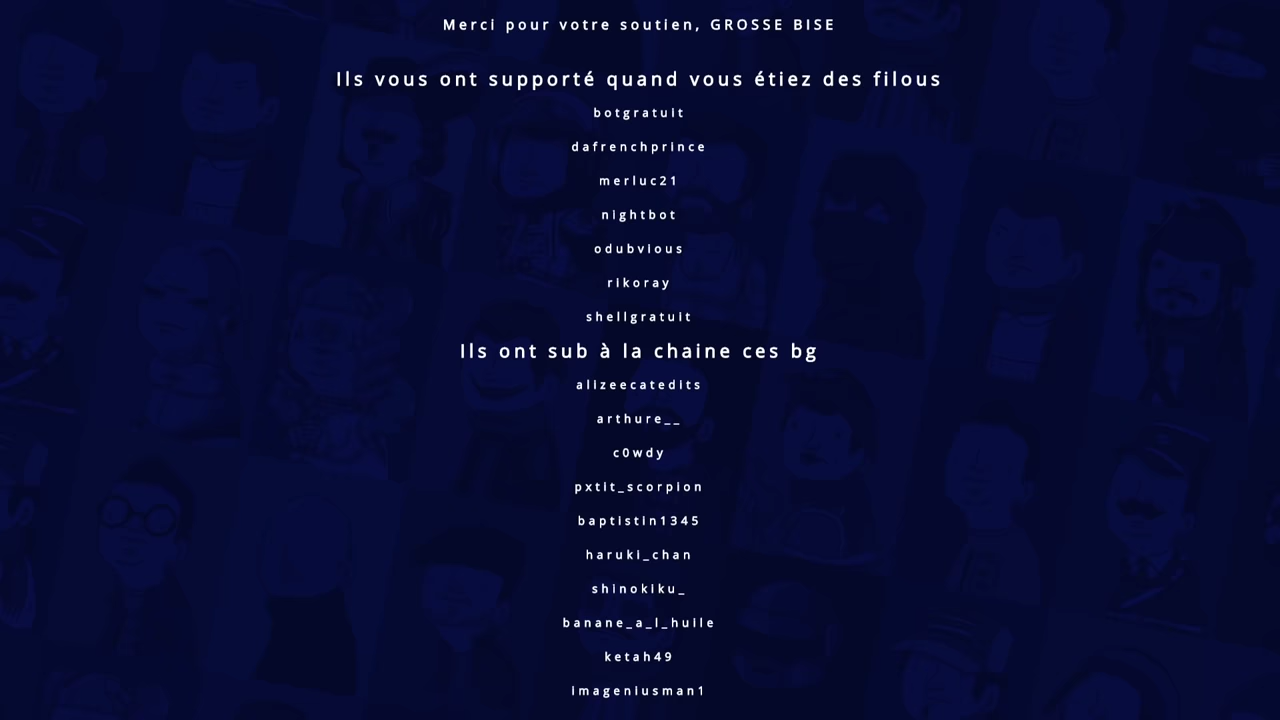 Merci pour votre soutien, GROSSE BISE
Ils vous ont supporté quand vous étiez des filous
botgratuit
dafrenchprince
merluc21
nightbot
odubvious
rikoray
shellgratuit
Ils ont sub à la chaine ces bg
alizeecatedits
arthure__
c0wdy
pxtit_scorpion
baptistin1345
haruki_chan
shinokiku_
banane_a_l_huile
ketah49
imageniusman1